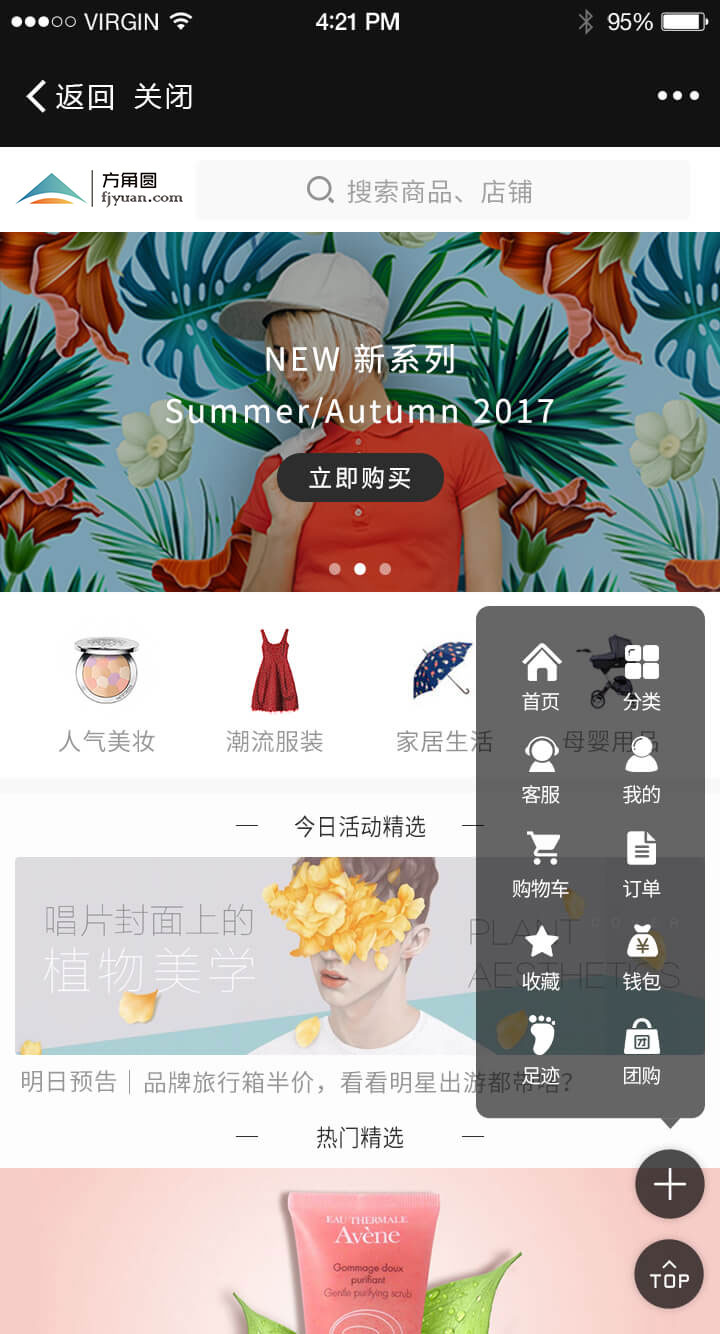 VIRGIN
4:21 PM
95%
返回 关闭
方角圆
fjyuan.com
搜索商品、店铺
NEW 新系列
Summer/Autumn 2017
立即购买
人气美妆
潮流服装
家居生活
母婴用品
首页
分类
客服
我的
购物车
订单
收藏
钱包
足迹
团
团购
今日活动精选
唱片封面上的
植物美学
PLANT
AESTHETICS
明日预告｜品牌旅行箱半价，看看明星出游都带啥？
热门精选
EAU THERMALE
Avène
Gommage doux
purifiant
Gentle purifying scrub
TOP